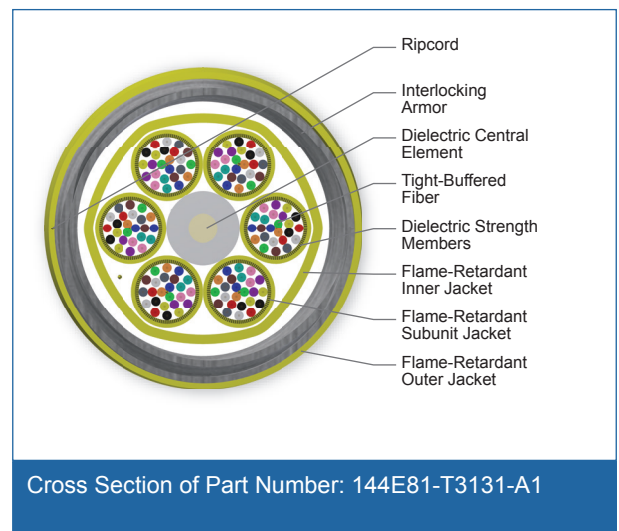 Ripcord
Interlocking
Armor
Dielectric Central
Element
Tight-Buffered
Fiber
Dielectric Strength
Members
Flame-Retardant
Inner Jacket
Flame-Retardant
Subunit Jacket
Flame-Retardant
Outer Jacket
Cross Section of Part Number: 144E81-T3131-A1